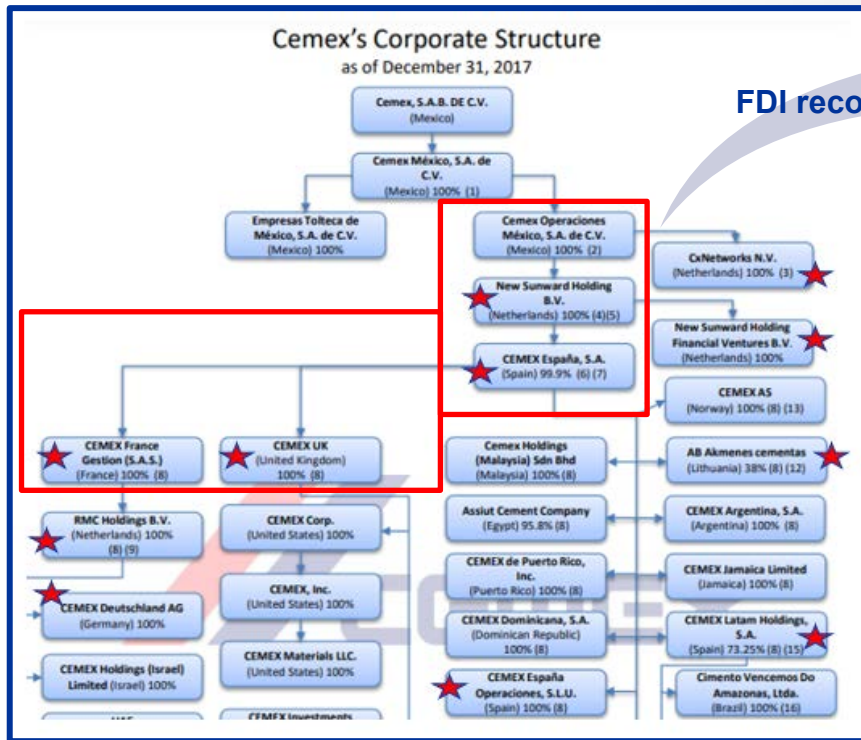 Cemex's Corporate Structure
as of December 31, 2017
FDI reco
Cemex, S.A.B. DE C.V.
(Mexico)
Cemex México, S.A. de
C.V.
(Mexico) 100% (1)
Empresas Tolteca de
México, S.A. de C.V.
(Mexico) 100%
Cemex Operaciones
México, S.A. de C.V.
(Mexico) 100% (2)
CxNetworks N.V.
(Netherlands) 100% (3)
New Sunward Holding
B.V.
(Netherlands) 100% (4)(5)
New Sunward Holding
Financial Ventures B.V.
(Netherlands) 100%
CEMEX España, S.A.
(Spain) 99.9% (6) (7)
CEMEX AS
(Norway) 100% (8) (13)
CEMEX France
Gestion (S.A.S.)
(France) 100% (8)
CEMEX UK
(United Kingdom)
100% (8)
Cemex Holdings
(Malaysia) Sdn Bhd
(Malaysia) 100% (8)
AB Akmenes cementas
(Lithuania) 38% (8) (12)
RMC Holdings B.V.
(Netherlands) 100%
(8) (9)
CEMEX Corp.
(United States) 100%
Assiut Cement Company
(Egypt) 95.8% (8)
CEMEX Argentina, S.A.
(Argentina) 100% (8)
CEMEX Deutschland AG
(Germany) 100%
CEMEX, Inc.
(United States) 100%
CEMEX de Puerto Rico,
Inc.
(Puerto Rico) 100% (8)
CEMEX Jamaica Limited
(Jamaica) 100% (8)
CEMEX Holdings (Israel)
Limited (Israel) 100%
CEMEX Materials LLC.
(United States) 100%
CEMEX Dominicana, S.A.
(Dominican Republic)
100% (8)
CEMEX Latam Holdings,
S.A.
(Spain) 73.25% (8) (15)
CEMEX España
Operaciones, S.L.U.
(Spain) 100% (8)
Cimento Vencemos Do
Amazonas, Ltda.
(Brazil) 100% (16)
CEMEX Investments